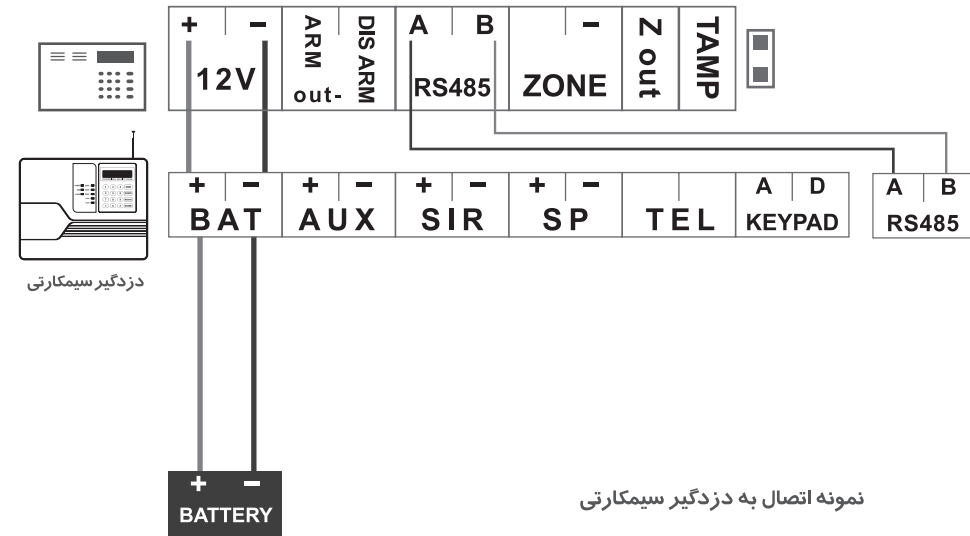 + -
12V
ARM
DIS ARM
out-
A B
RS485
-
ZONE
Z out
TAMP
+ -
BAT
+ -
AUX
+ -
SIR
+ -
SP
TEL
A D
KEYPAD
A B
RS485
دزدگیر سیمکارتی
+ -
BATTERY
نمونه اتصال به دزدگیر سیمکارتی